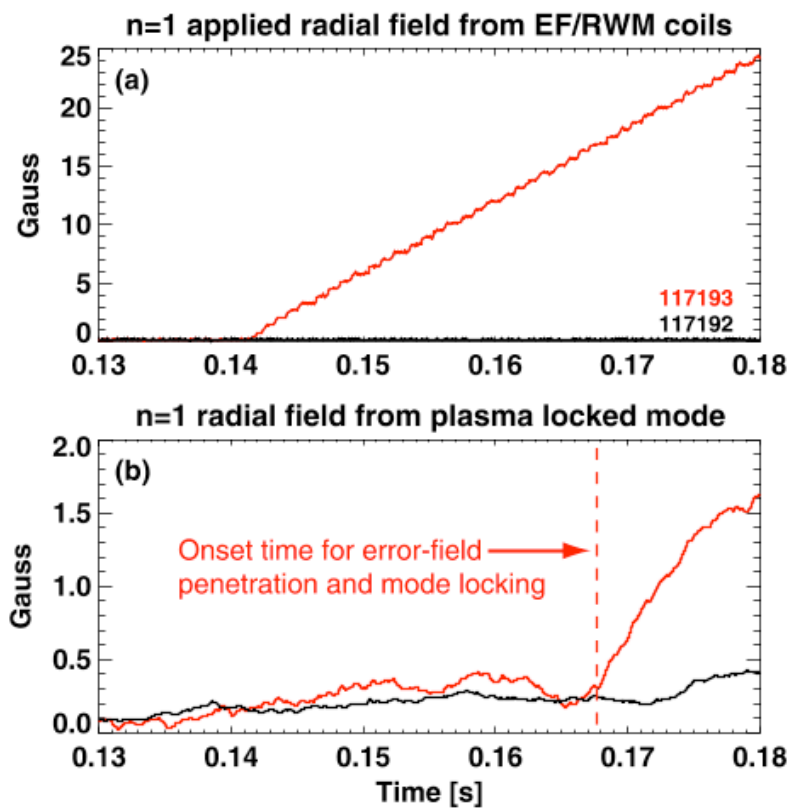 n=1 applied radial field from EF/RWM coils
(a)
25
20
15
10
5
0
Gauss
117193
117192
0.13 0.14 0.15 0.16 0.17 0.18
n=1 radial field from plasma locked mode
(b)
2.0
1.5
1.0
0.5
0.0
Gauss
Onset time for error-field
penetration and mode locking
0.13 0.14 0.15 0.16 0.17 0.18
Time [s]